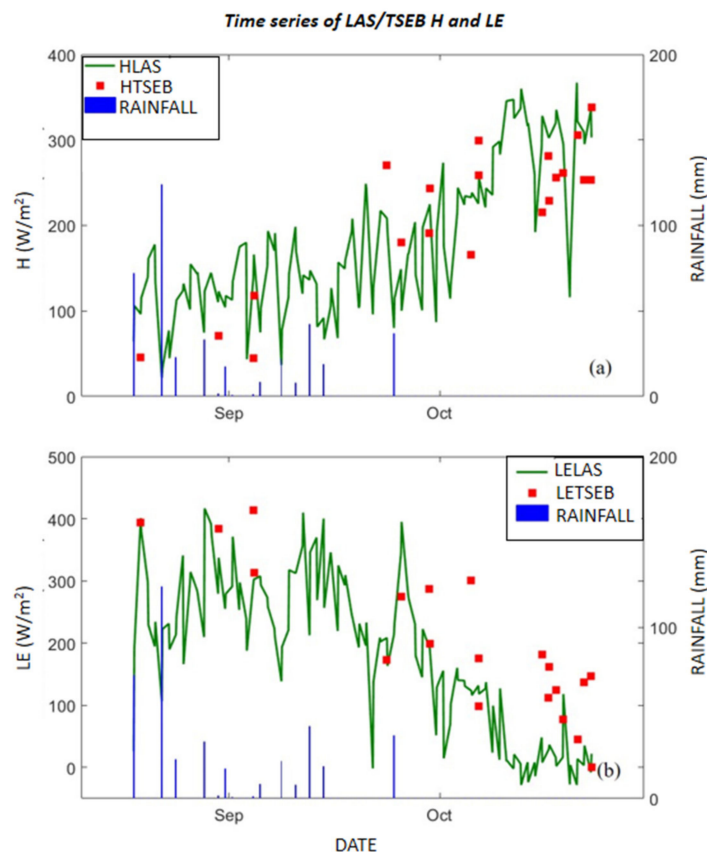 Time series of LAS/TSEB H and LE
400
300
200
100
0
H (W/m²)
HLAS
HTSEB
RAINFALL
200
100
0
RAINFALL (mm)
(a)
Sep Oct
500
400
300
200
100
0
LE (W/m²)
LELAS
LETSEB
RAINFALL
200
100
0
RAINFALL (mm)
(b)
Sep Oct
DATE